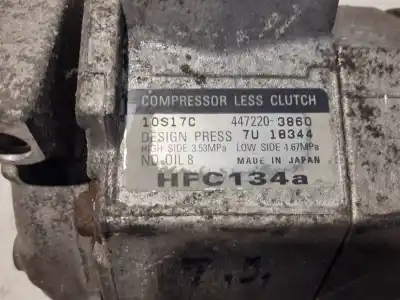 COMPRESSOR LESS CLUTCH
10S17C 447220-3960
DESIGN PRESS 7U 18344
HIGH SIDE 3.53MPa LOW SIDE 1.67MPa
ND-OIL 8 MADE IN JAPAN
HFC134a